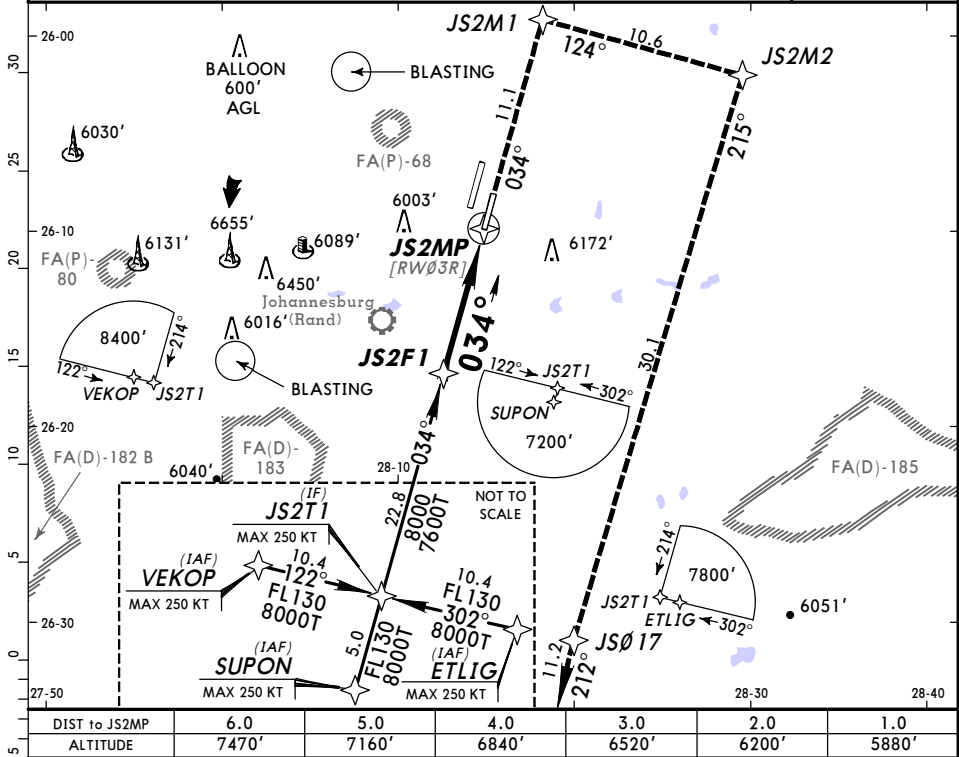 JS2M1
26-00
10.6
124°
JS2M2
30
BALLOON
600'
AGL
BLASTING
11.1
6030'
215°
FA(P)-68
034°
25
6003'
6655'
26-10
6131'
6089'
JS2MP
[RWØ3R]
6172'
FA(P)-
80
20
6450'
Johannesburg
(Rand)
6016'
8400'
214°
034°
JS2F1
30.1
15
122°
VEKOP
JS2T1
BLASTING
122°
JS2T1
302°
SUPON
7200'
26-20
FA(D)-182 B
FA(D)-
183
034°
FA(D)-185
10
6040'
28-10
(IF)
JS2T1
MAX 250 KT
22.8
8000
7600T
NOT TO
SCALE
214°
5
(IAF)
VEKOP
MAX 250 KT
10.4
122°
FL130
8000T
10.4
FL130
302°
8000T
7800'
JS2T1
ETLIG
302°
6051'
26-30
(IAF)
SUPON
MAX 250 KT
5.0
FL130
8000T
(IAF)
ETLIG
MAX 250 KT
JSØ17
11.2
212°
0
27-50
28-30
28-40
DIST to JS2MP 6.0 5.0 4.0 3.0 2.0 1.0
ALTITUDE 7470' 7160' 6840' 6520' 6200' 5880'
5